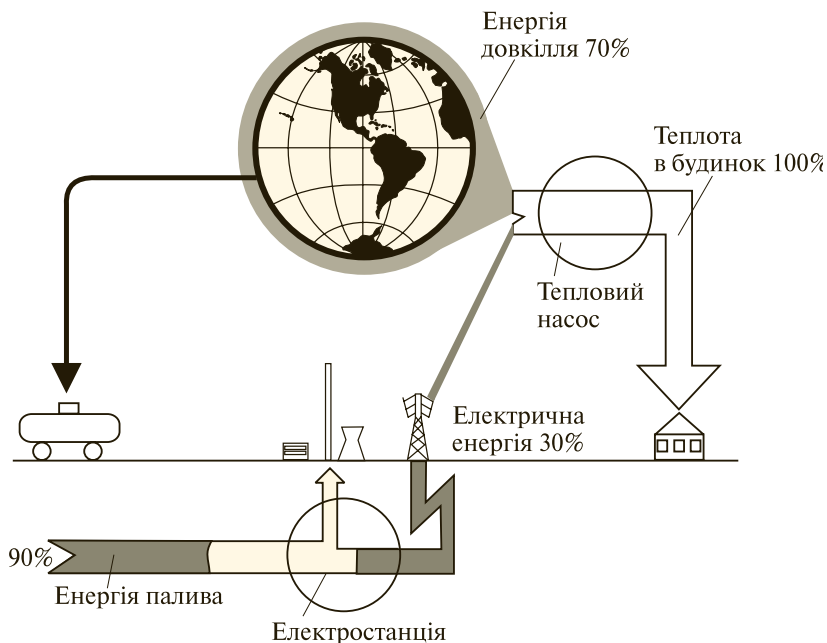 Енергія
довкілля 70%
Теплота
в будинок 100%
Тепловий
насос
Електрична
енергія 30%
90%
Енергія палива
Електростанція